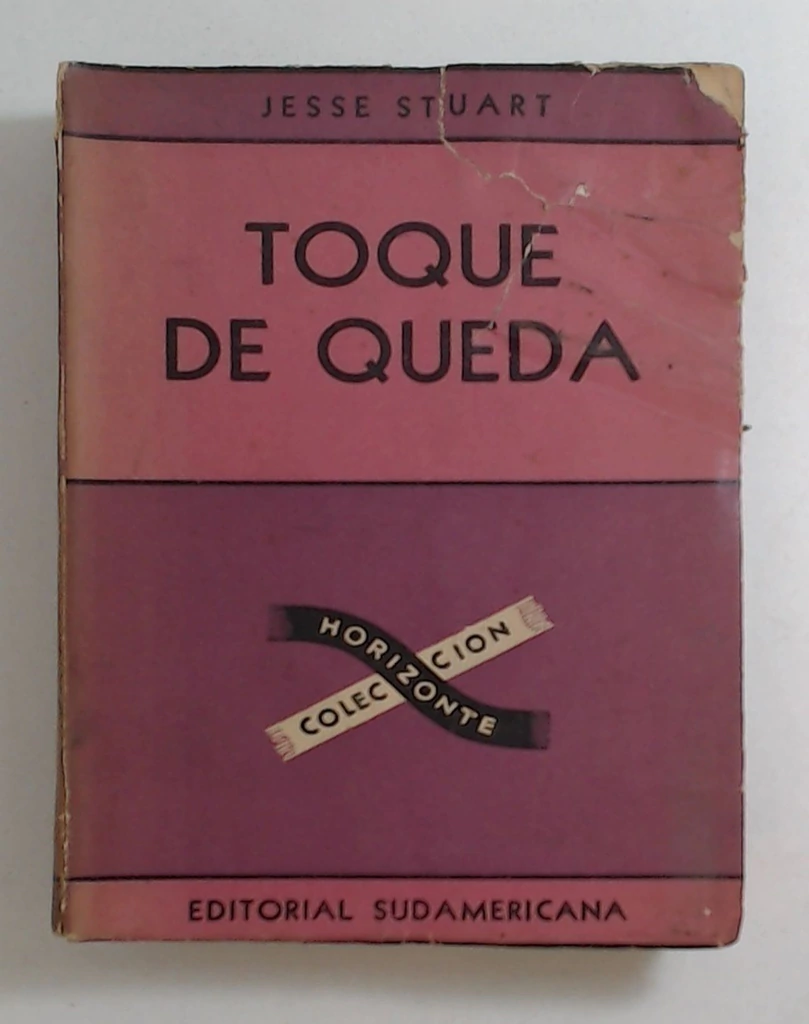 JESSE STUART
TOQUE
DE QUEDA
COLECCION
HORIZONTE
EDITORIAL SUDAMERICANA